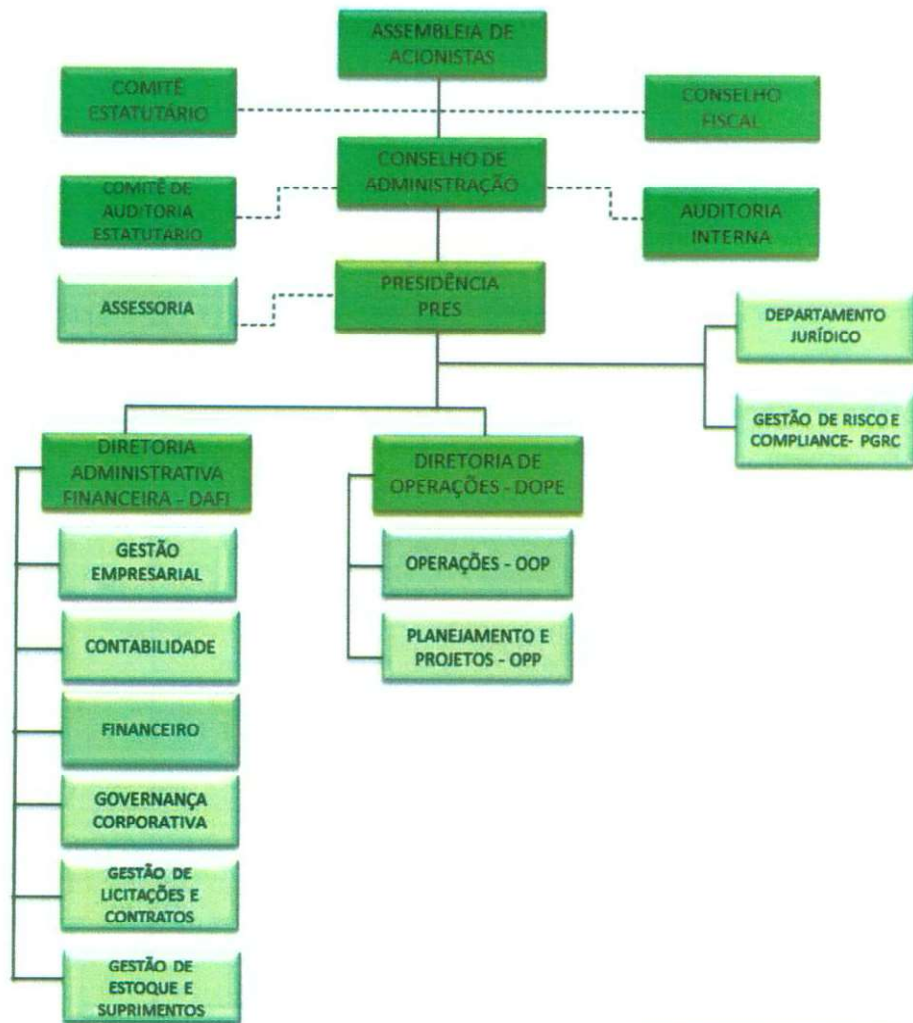 ASSEMBLEIA DE
ACIONISTAS
COMITÊ
ESTATUTÁRIO
CONSELHO
FISCAL
CONSELHO DE
ADMINISTRAÇÃO
COMITÊ DE
AUDITORIA
ESTATUTÁRIO
AUDITORIA
INTERNA
PRESIDÊNCIA
PRES
ASSESSORIA
DEPARTAMENTO
JURÍDICO
GESTÃO DE RISCO E
COMPLIANCE- PGRC
DIRETORIA
ADMINISTRATIVA
FINANCEIRA - DAFI
DIRETORIA DE
OPERAÇÕES - DOPE
GESTÃO
EMPRESARIAL
OPERAÇÕES - OOP
CONTABILIDADE
PLANEJAMENTO E
PROJETOS - OPP
FINANCEIRO
GOVERNANÇA
CORPORATIVA
GESTÃO DE
LICITAÇÕES E
CONTRATOS
GESTÃO DE
ESTOQUE E
SUPRIMENTOS